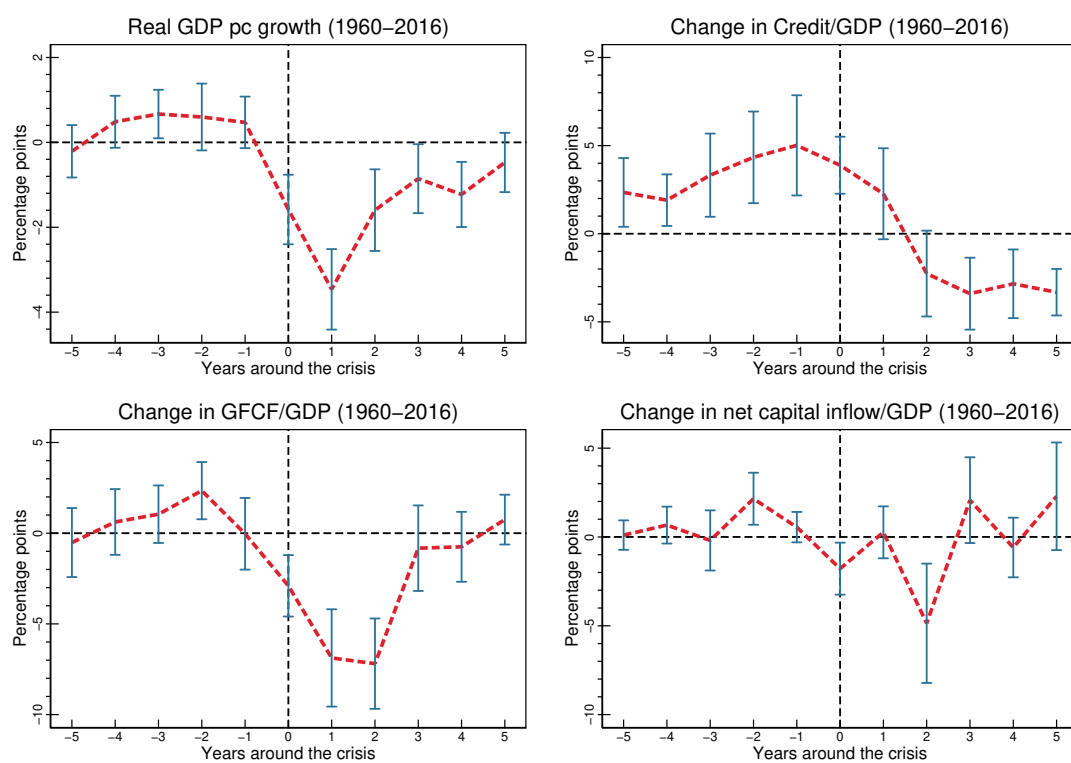 Real GDP pc growth (1960−2016)
Percentage points
2
0
−2
−4
−5 −4 −3 −2 −1 0 1 2 3 4 5
Years around the crisis
Change in Credit/GDP (1960−2016)
Percentage points
10
5
0
−5
−5 −4 −3 −2 −1 0 1 2 3 4 5
Years around the crisis
Change in GFCF/GDP (1960−2016)
Percentage points
5
0
−5
−10
−5 −4 −3 −2 −1 0 1 2 3 4 5
Years around the crisis
Change in net capital inflow/GDP (1960−2016)
Percentage points
5
0
−5
−10
−5 −4 −3 −2 −1 0 1 2 3 4 5
Years around the crisis